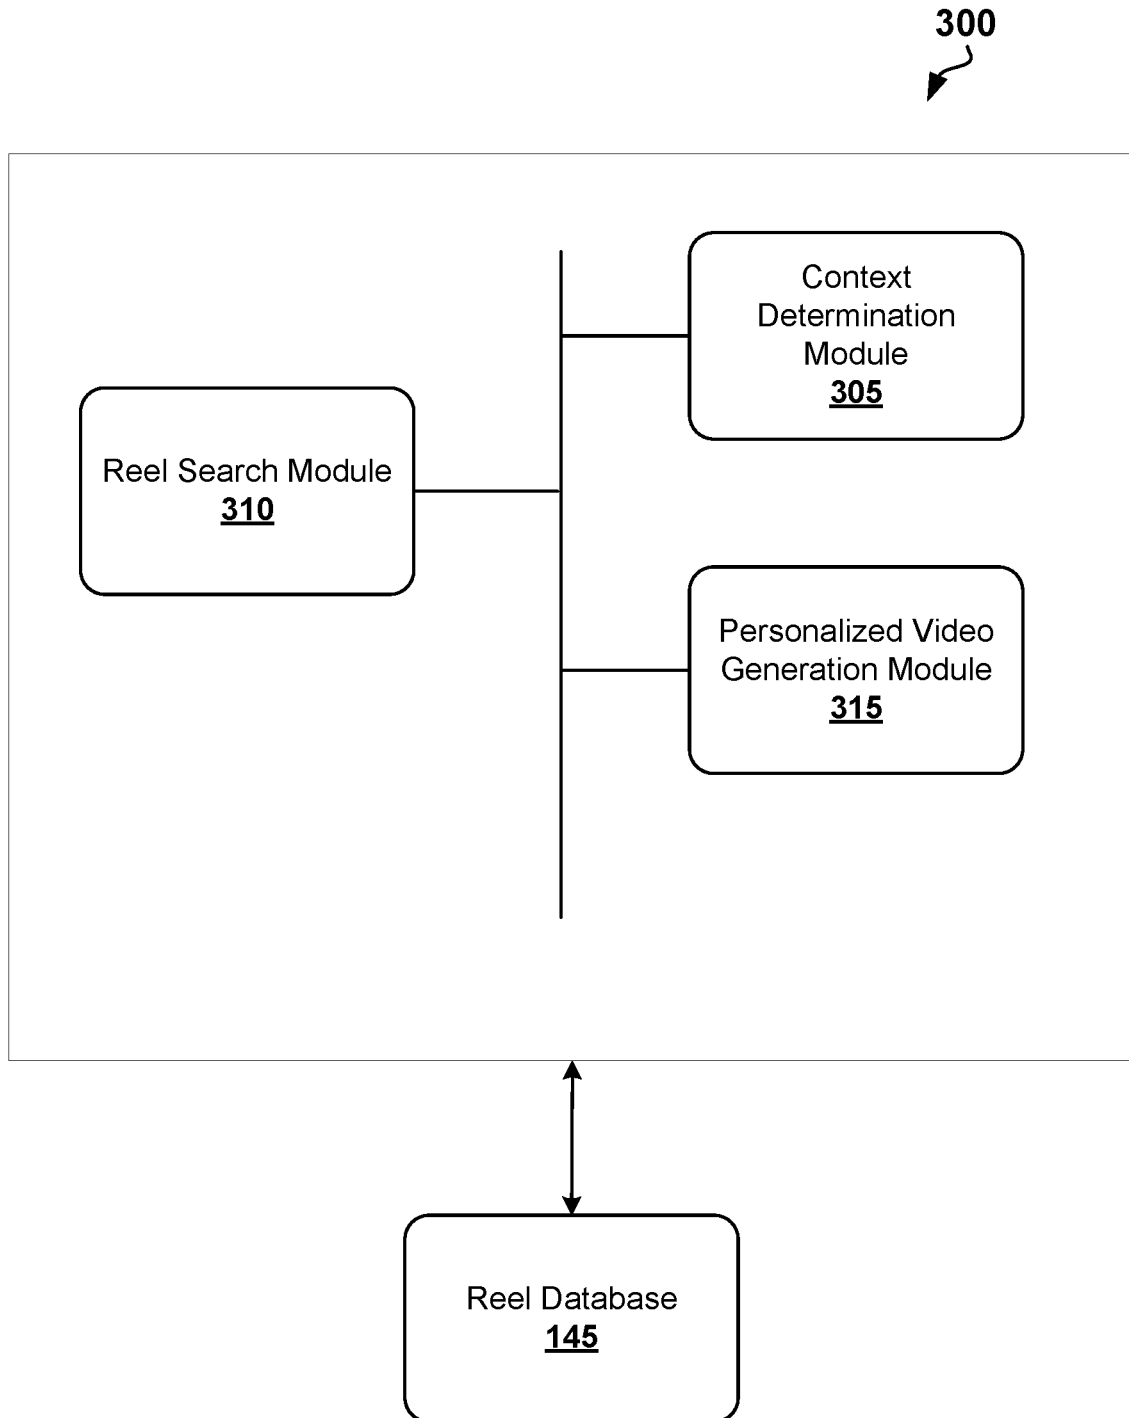 300
Context
Determination
Module
305
Reel Search Module
310
Personalized Video
Generation Module
315
Reel Database
145